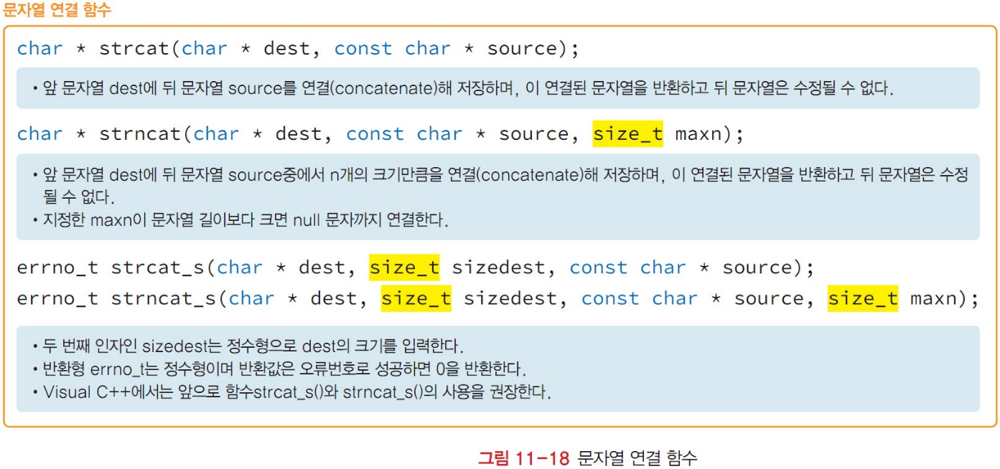 문자열 연결 함수
char * strcat(char * dest, const char * source);
• 앞 문자열 dest에 뒤 문자열 source를 연결(concatenate)해 저장하며, 이 연결된 문자열을 반환하고 뒤 문자열은 수정될 수 없다.
char * strncat(char * dest, const char * source, size_t maxn);
• 앞 문자열 dest에 뒤 문자열 source중에서 n개의 크기만큼을 연결(concatenate)해 저장하며, 이 연결된 문자열을 반환하고 뒤 문자열은 수정
될 수 없다.
• 지정한 maxn이 문자열 길이보다 크면 null 문자까지 연결한다.
errno_t strcat_s(char * dest, size_t sizedest, const char * source);
errno_t strncat_s(char * dest, size_t sizedest, const char * source, size_t maxn);
• 두 번째 인자인 sizedest는 정수형으로 dest의 크기를 입력한다.
• 반환형 errno_t는 정수형이며 반환값은 오류번호로 성공하면 0을 반환한다.
• Visual C++에서는 앞으로 함수strcat_s()와 strncat_s()의 사용을 권장한다.
그림 11-18 문자열 연결 함수